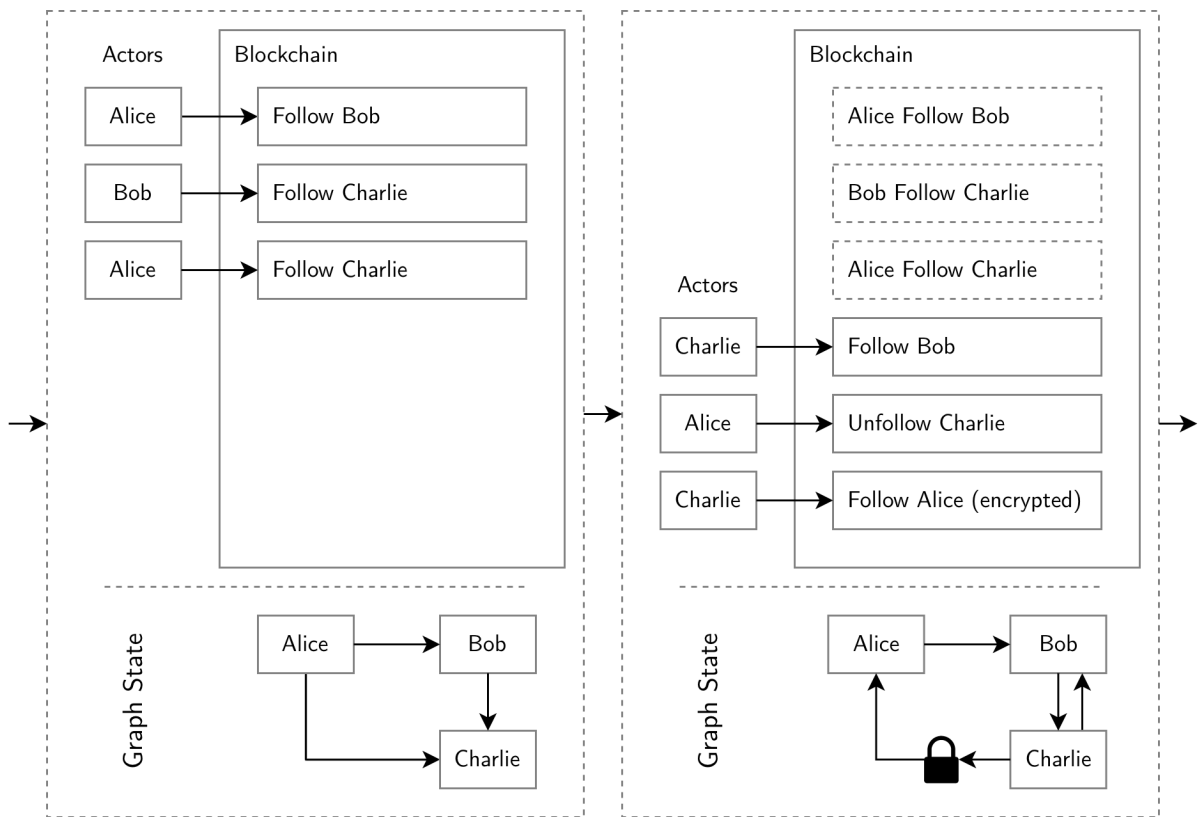 Actors
Blockchain
Alice
Follow Bob
Bob
Follow Charlie
Alice
Follow Charlie
Graph State
Alice
Bob
Charlie
Blockchain
Alice Follow Bob
Bob Follow Charlie
Alice Follow Charlie
Actors
Charlie
Follow Bob
Alice
Unfollow Charlie
Charlie
Follow Alice (encrypted)
Graph State
Alice
Bob
Charlie